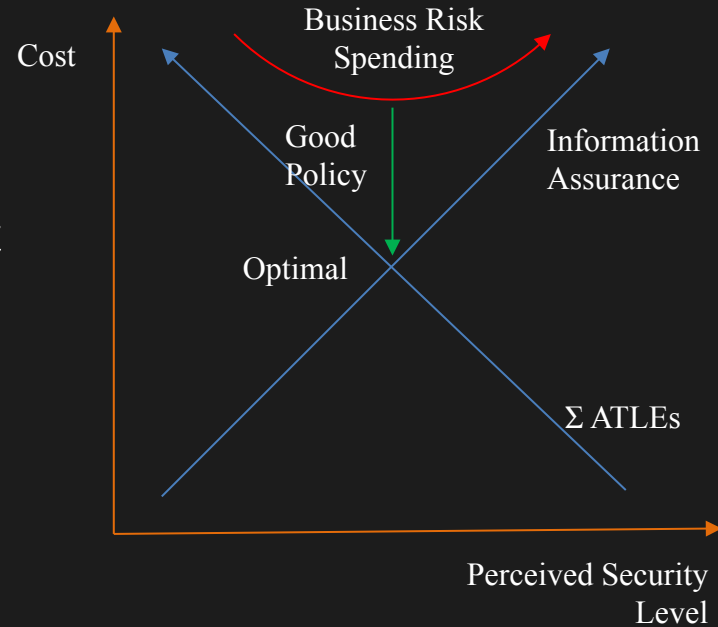 Business Risk
Spending
Cost
Good
Policy
Information
Assurance
Optimal
Σ ATLEs
Perceived Security
Level